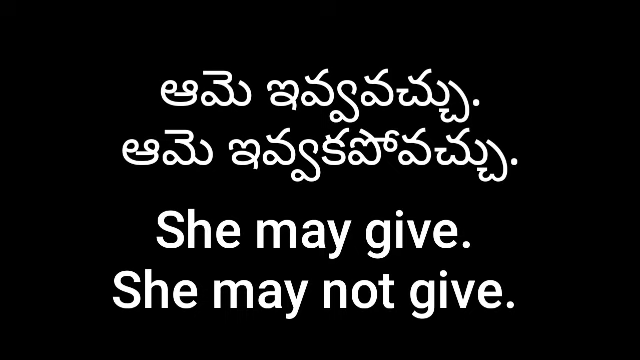 ఆమె ఇవ్వవచ్చు.
ఆమె ఇవ్వకపోవచ్చు.
She may give.
She may not give.